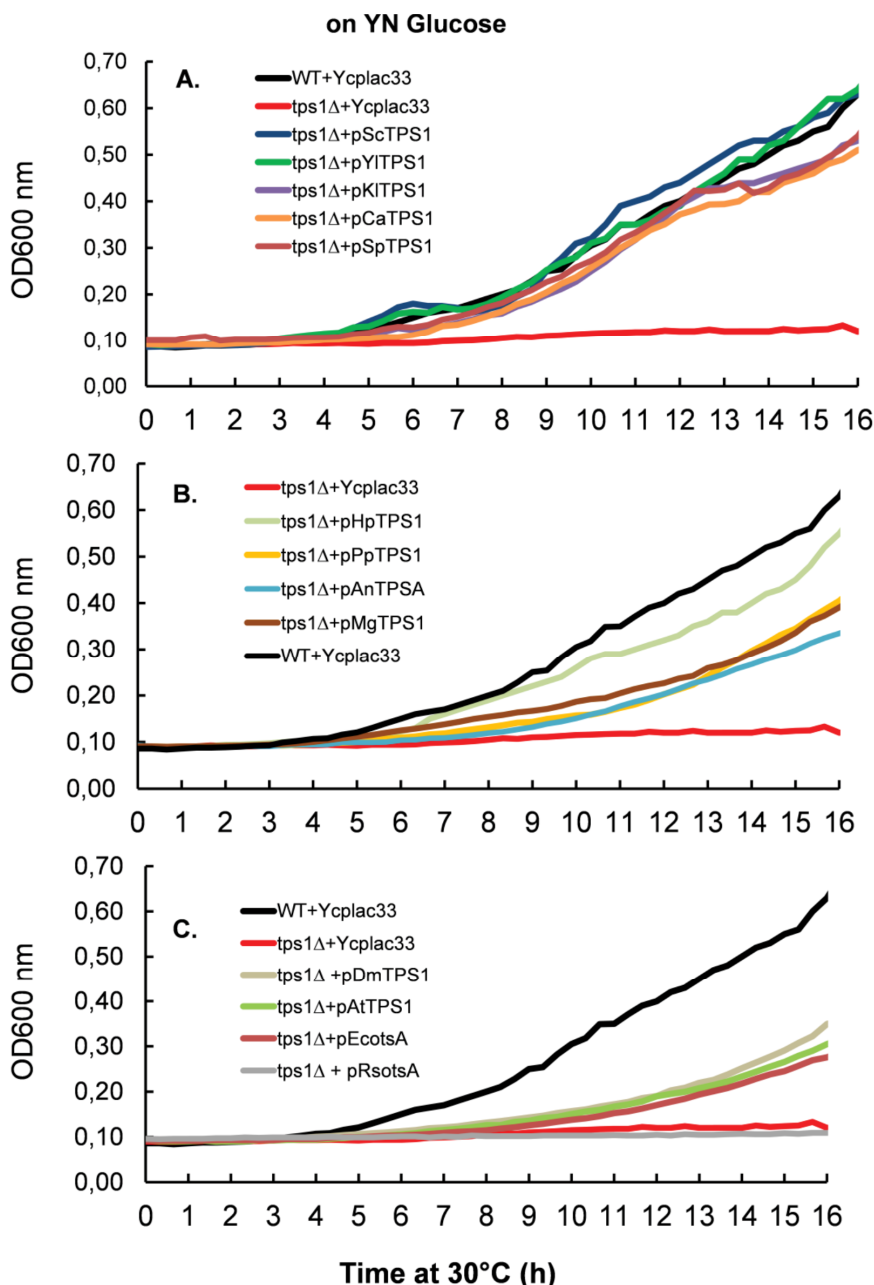 on YN Glucose
0,70
A.
WT+Ycplac33
0,60
tps1Δ+Ycplac33
tps1Δ+pScTPS1
0,50
tps1Δ+pYlTPS1
0,40
tps1Δ+pKlTPS1
tps1Δ+pCaTPS1
0,30
tps1Δ+pSpTPS1
0,20
0,10
0,00
OD600 nm
0 1 2 3 4 5 6 7 8 9 10 11 12 13 14 15 16
0,70
B.
tps1Δ+Ycplac33
0,60
tps1Δ+pHpTPS1
0,50
tps1Δ+pPpTPS1
tps1Δ+pAnTPSA
0,40
tps1Δ+pMgTPS1
0,30
WT+Ycplac33
0,20
0,10
0,00
OD600 nm
0 1 2 3 4 5 6 7 8 9 10 11 12 13 14 15 16
0,70
C.
WT+Ycplac33
0,60
tps1Δ+Ycplac33
0,50
tps1Δ +pDmTPS1
tps1Δ+pAtTPS1
0,40
tps1Δ+pEcotsA
tps1Δ + pRsotsA
0,30
0,20
0,10
0,00
OD600 nm
0 1 2 3 4 5 6 7 8 9 10 11 12 13 14 15 16
Time at 30°C (h)